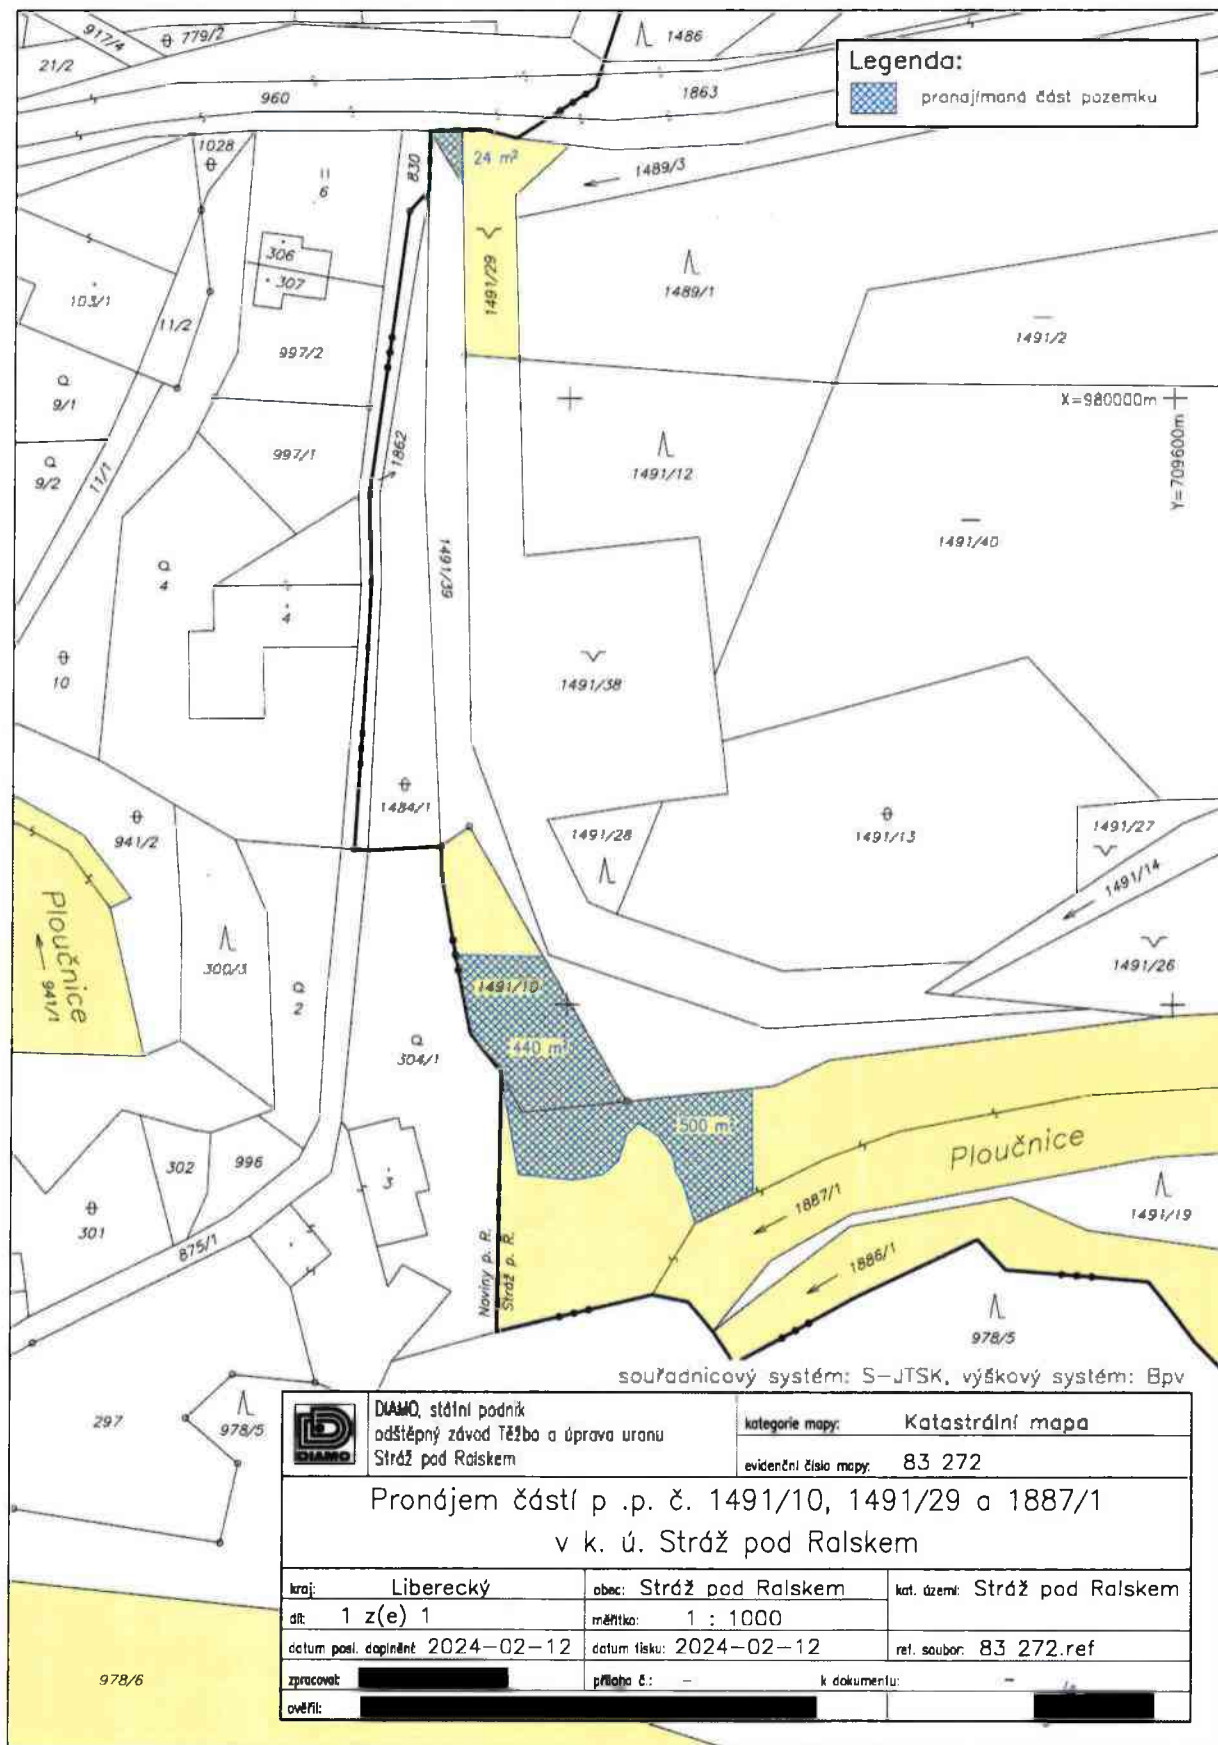 917/4
779/2
21/2
1486
Legenda:
pronajímaná část pozemku
960
1863
1028
830
24 m²
1489/3
6
1491/29
306
307
103/1
11/2
1489/1
1491/2
997/2
9/1
X=980000m
Y=709600m
9/2
11/1
997/1
1862
1491/12
1491/40
4
4
1491/39
10
1491/38
1484/1
941/2
1491/28
1491/13
1491/27
1491/14
Ploučnice
941/1
300/3
2
304/1
1491/10
1491/26
440 m²
500 m²
Ploučnice
302
996
3
301
875/1
1887/1
1491/19
Noviny p. R.
Stráž p. R.
1886/1
978/5
souřadnicový systém: S-JTSK, výškový systém: Bpv
297
978/5
DIAMO
DIAMO, státní podnik
odštěpný závod Těžba a úprava uranu
Stráž pod Ralskem
kategorie mapy: Katastrální mapa
evidenční číslo mapy: 83 272
Pronájem částí p .p. č. 1491/10, 1491/29 a 1887/1
v k. ú. Stráž pod Ralskem
kraj: Liberecký
obec: Stráž pod Ralskem
kat. území: Stráž pod Ralskem
díl: 1 z(e) 1
měřítko: 1 : 1000
datum posl. doplnění: 2024-02-12
datum tisku: 2024-02-12
ref. soubor: 83 272.ref
zpracoval:
příloha č.: -
k dokumentu: -
ověřil:
978/6